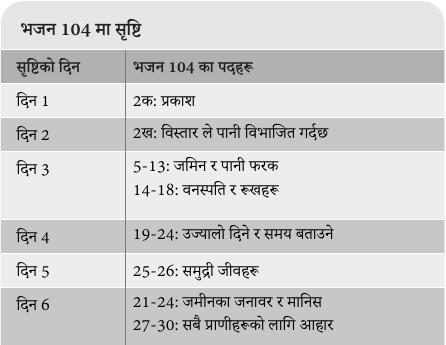 भजन 104 मा सृष्टि
सृष्टिको दिन भजन 104 का पदहरू
दिन 1 2क: प्रकाश
दिन 2 2ख: विस्तार ले पानी विभाजित गर्दछ
दिन 3 5-13: जमिन र पानी फरक
14-18: वनस्पति र रूखहरू
दिन 4 19-24: उज्यालो दिने र समय बताउने
दिन 5 25-26: समुद्री जीवहरू
दिन 6 21-24: जमीनका जनावर र मानिस
27-30: सबै प्राणीहरूको लागि आहार